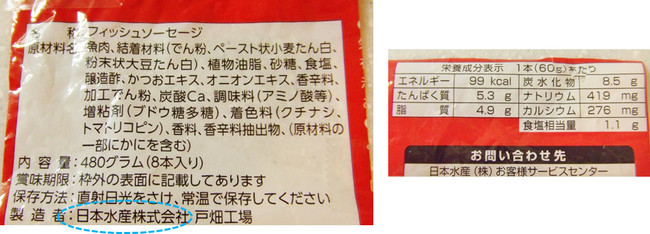 名　　称 フィッシュソーセージ
原材料名 魚肉、結着材料(でん粉、ペースト状小麦たん白、
粉末状大豆たん白)、植物油脂、砂糖、食塩、
醸造酢、かつおエキス、オニオンエキス、香辛料、
加工でん粉、炭酸Ca、調味料(アミノ酸等)、
増粘剤(ブドウ糖多糖)、着色料(クチナシ、
トマトリコピン)、香料、香辛料抽出物、(原材料の
一部にかにを含む)
内 容 量:480グラム(8本入り)
賞味期限:枠外の表面に記載してあります
保存方法:直射日光をさけ、常温で保存してください
製 造 者:日本水産株式会社 戸畑工場
栄養成分表示 1本(60g)あたり
エネルギー 99 kcal 炭水化物 8.5 g
たんぱく質 5.3 g ナトリウム 419 mg
脂　　質 4.9 g カルシウム 276 mg
食塩相当量 1.1 g
お問い合わせ先
日本水産(株)お客様サービスセンター